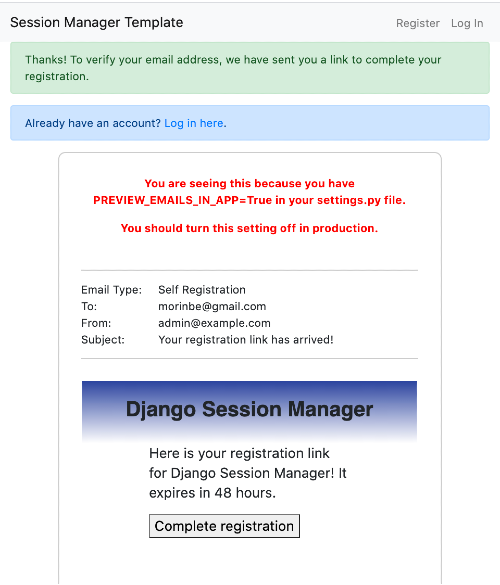 Session Manager Template
Register
Log In
Thanks! To verify your email address, we have sent you a link to complete your
registration.
Already have an account? Log in here.
You are seeing this because you have
PREVIEW_EMAILS_IN_APP=True in your settings.py file.
You should turn this setting off in production.
Email Type: Self Registration
To: morinbe@gmail.com
From: admin@example.com
Subject: Your registration link has arrived!
Django Session Manager
Here is your registration link
for Django Session Manager! It
expires in 48 hours.
Complete registration